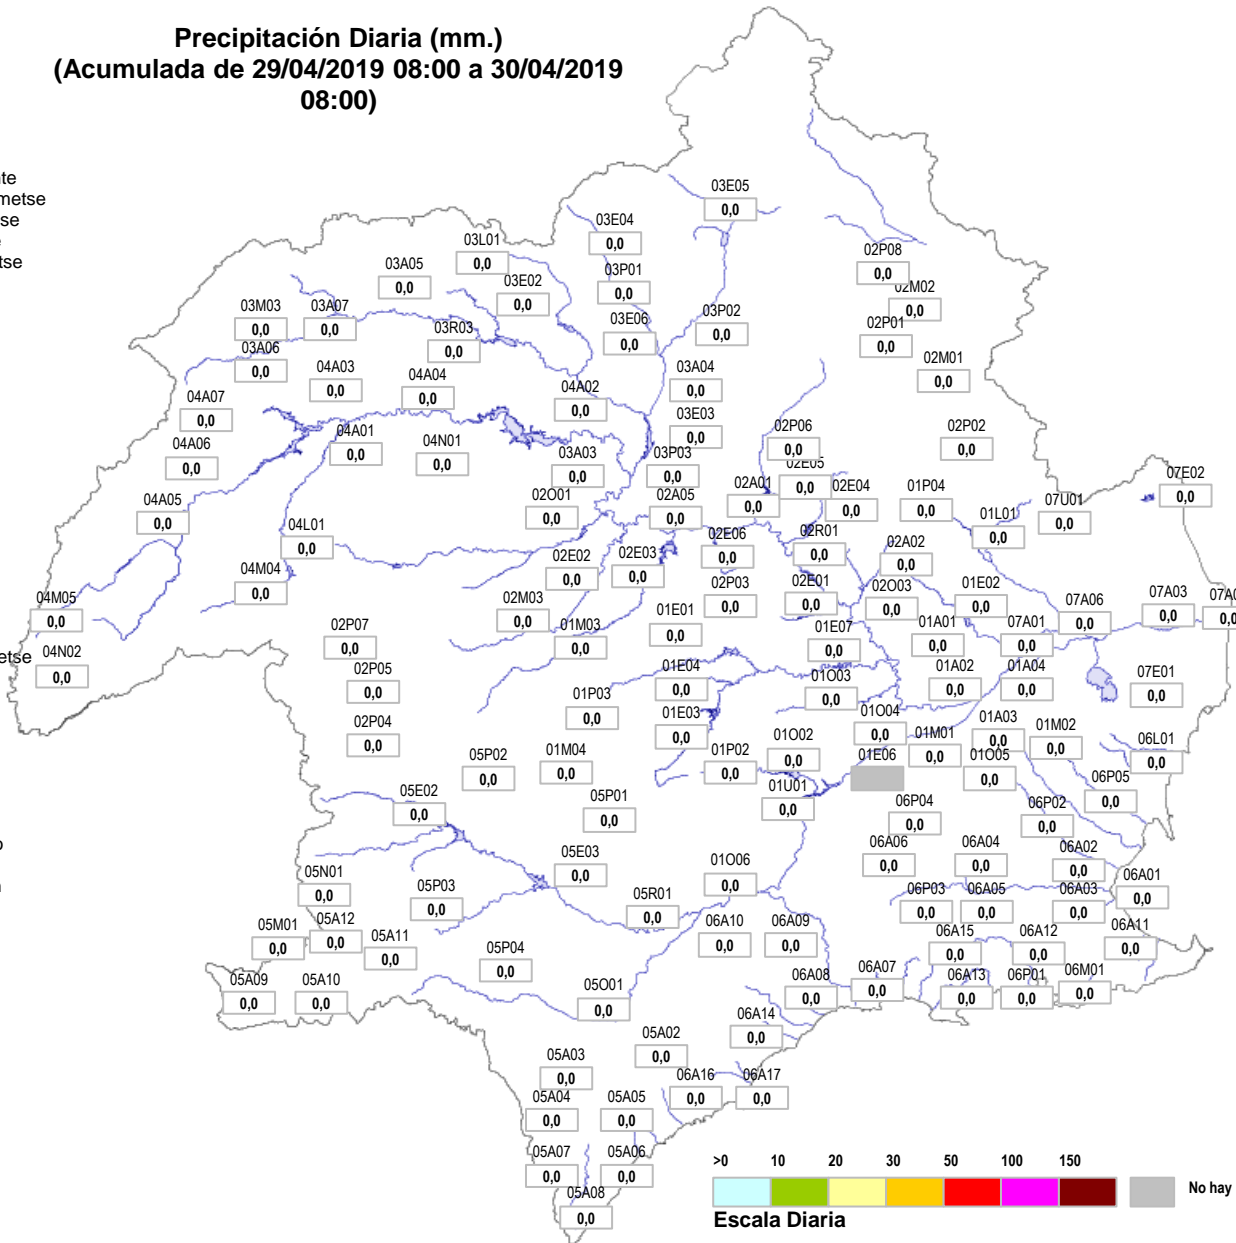 Precipitación Diaria (mm.)
(Acumulada de 29/04/2019 08:00 a 30/04/2019
08:00)
03E05
0,0
03E04
0,0
03L01
0,0
02P08
0,0
03A05
0,0
03P01
0,0
03E02
0,0
02M02
0,0
03M03
0,0
03A07
0,0
03P02
0,0
03E06
0,0
03R03
0,0
02P01
0,0
03A06
0,0
02M01
0,0
04A03
0,0
04A04
0,0
03A04
0,0
04A02
0,0
04A07
0,0
03E03
0,0
02P06
0,0
02P02
0,0
04A01
0,0
04N01
0,0
04A06
0,0
03A03
0,0
03P03
0,0
02E05
0,0
07E02
0,0
02A01
0,0
02E04
0,0
01P04
0,0
04A05
0,0
02O01
0,0
02A05
0,0
07U01
0,0
01L01
0,0
04L01
0,0
02E06
0,0
02R01
0,0
02A02
0,0
02E02
0,0
02E03
0,0
04M04
0,0
02P03
0,0
02E01
0,0
02O03
0,0
01E02
0,0
07A03
0,0
07A0
0,0
04M05
0,0
02M03
0,0
01E01
0,0
07A06
0,0
02P07
0,0
01M03
0,0
01E07
0,0
01A01
0,0
07A01
0,0
04N02
0,0
02P05
0,0
01E04
0,0
01O03
0,0
01A02
0,0
01A04
0,0
07E01
0,0
01P03
0,0
01E03
0,0
01O04
0,0
02P04
0,0
01A03
0,0
01M02
0,0
01M01
0,0
01O02
0,0
06L01
0,0
05P02
0,0
01M04
0,0
01P02
0,0
01E06
01O05
0,0
05E02
0,0
05P01
0,0
01U01
0,0
06P05
0,0
06P04
0,0
06P02
0,0
05E03
0,0
06A06
0,0
06A04
0,0
06A02
0,0
05N01
0,0
05P03
0,0
01O06
0,0
06A01
0,0
05R01
0,0
06P03
0,0
06A05
0,0
06A03
0,0
05M01
0,0
05A12
0,0
05A11
0,0
06A10
0,0
06A09
0,0
06A15
0,0
06A12
0,0
06A11
0,0
05P04
0,0
05A09
0,0
05A10
0,0
05O01
0,0
06A08
0,0
06A07
0,0
06A13
0,0
06P01
0,0
06M01
0,0
06A14
0,0
05A02
0,0
05A03
0,0
06A16
0,0
06A17
0,0
05A04
0,0
05A05
0,0
05A07
0,0
05A06
0,0
05A08
0,0
>0 10 20 30 50 100 150
No hay
Escala Diaria